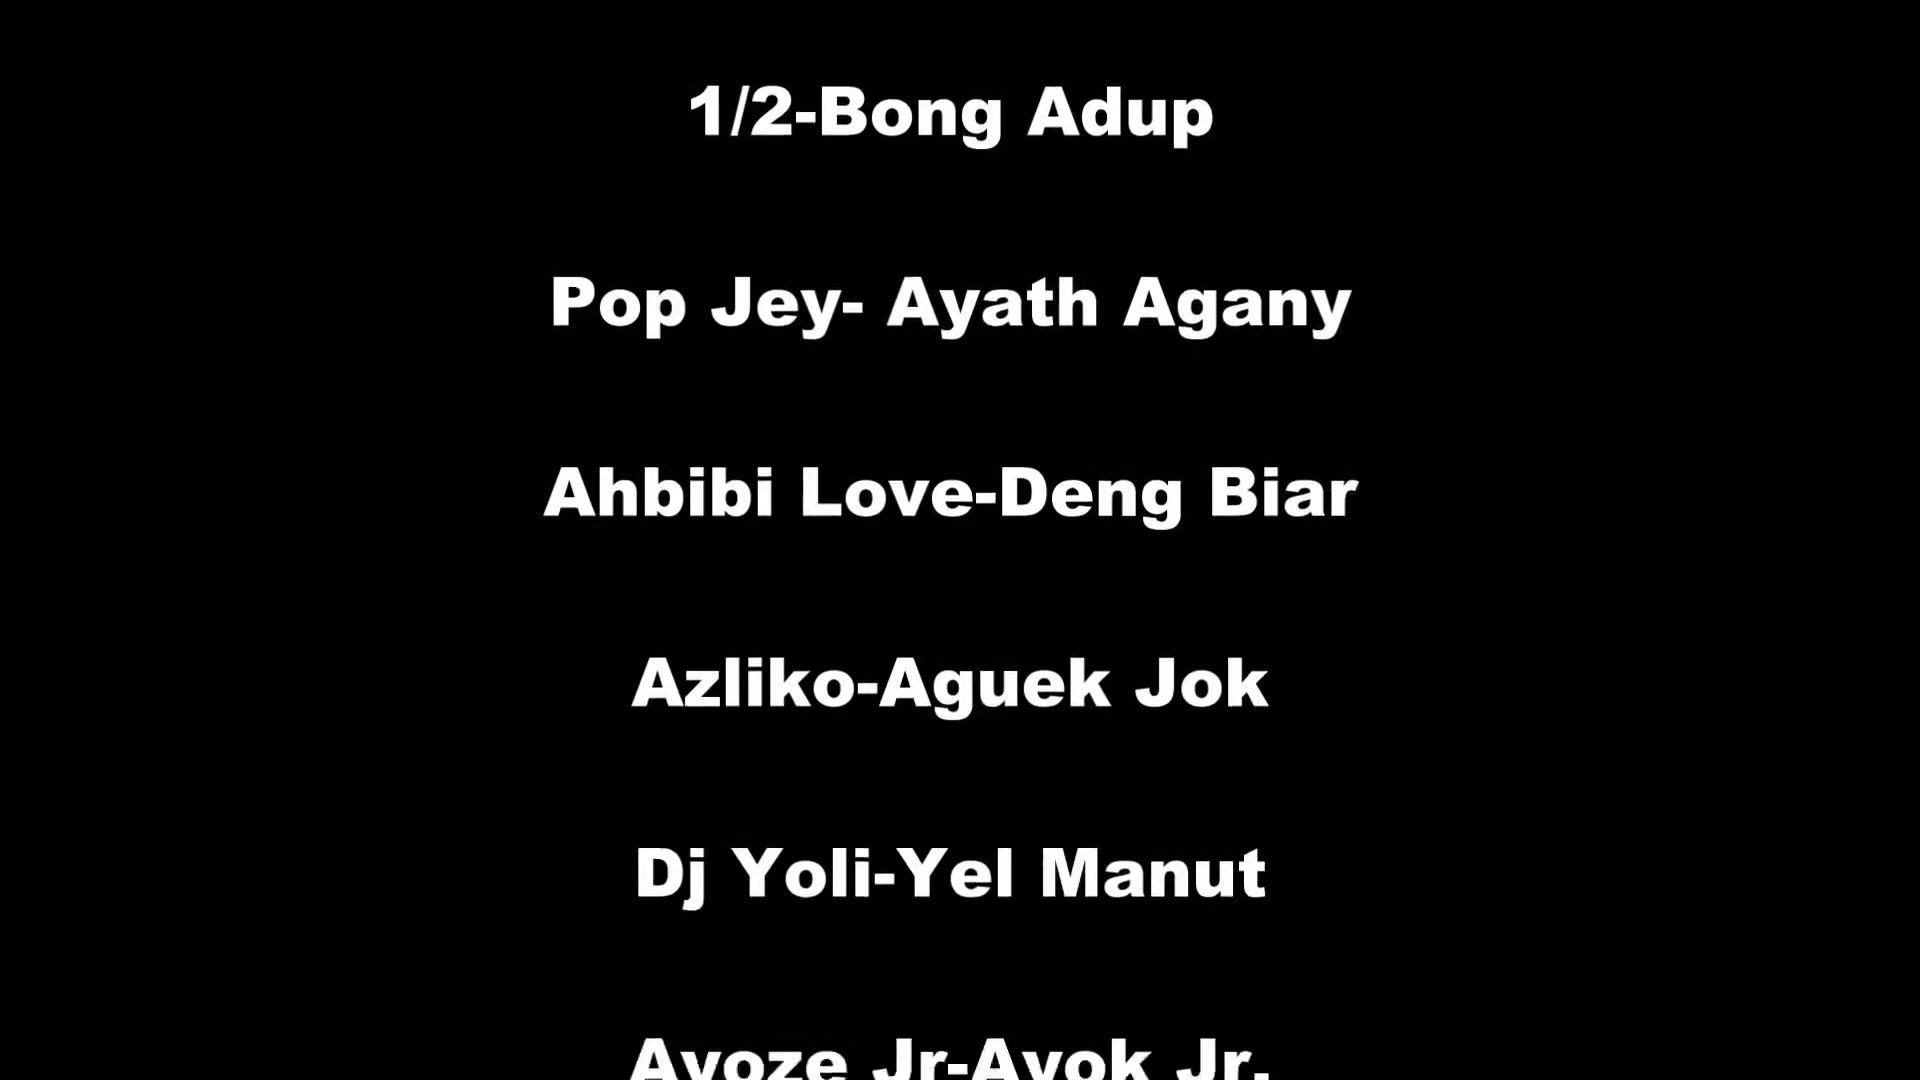 1/2-Bong Adup
Pop Jey- Ayath Agany
Ahbibi Love-Deng Biar
Azliko-Aguek Jok
Dj Yoli-Yel Manut
Jr.